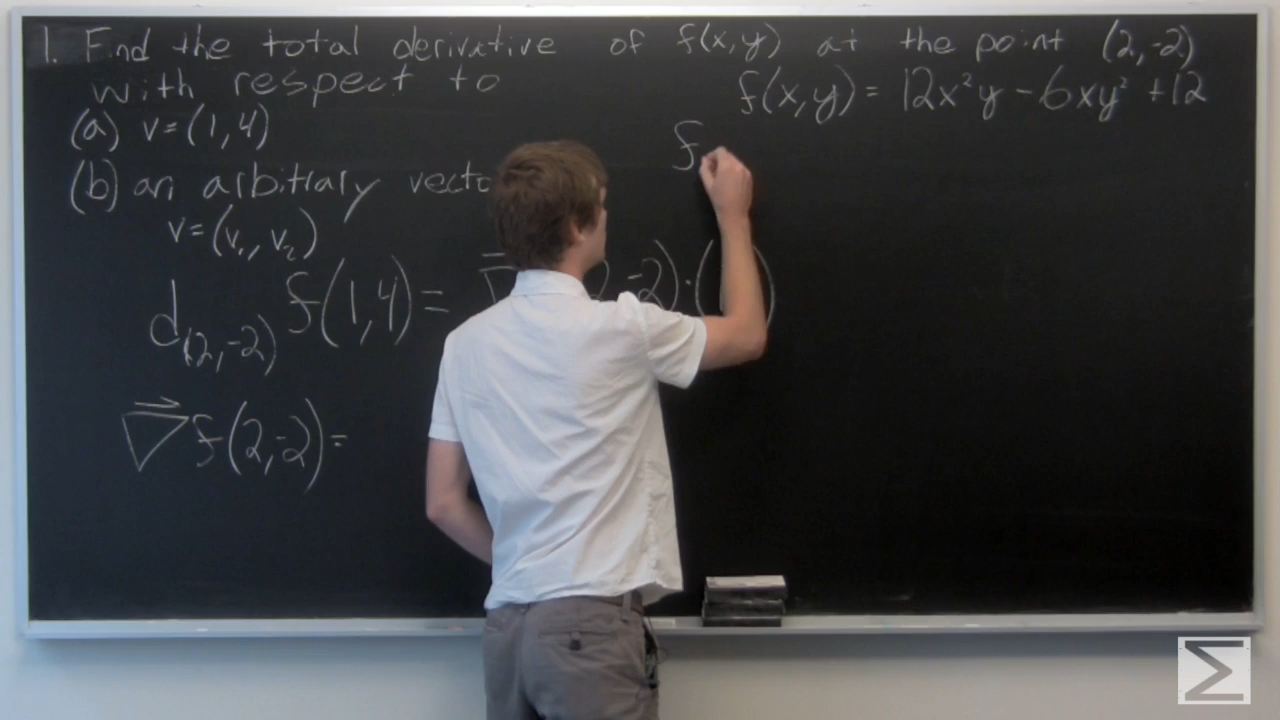 1. Find the total derivative of f(x,y) at the point (2,-2)
with respect to
f(x,y) = 12x²y - 6xy² + 12
(a) v=(1,4)
f
(b) an arbitrary
v=(v₁, v₂)
d₍₂,₋₂₎ f(1,4) = -2)·( )
∇⃗f(2,-2)=
Σ